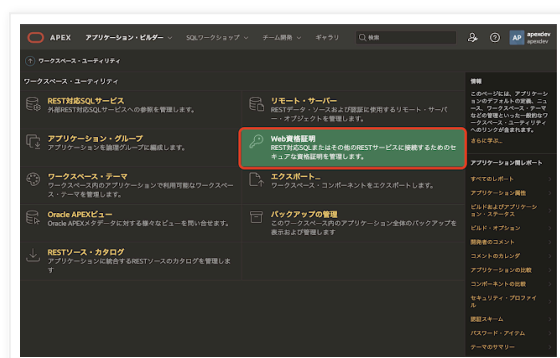 APEX アプリケーション・ビルダー SQLワークショップ チーム開発 ギャラリ 検索 AP apexdev
apexdev
ワークスペース・ユーティリティ
ワークスペース・ユーティリティ
REST対応SQLサービス
外部REST対応SQLサービスへの参照を管理します。
リモート・サーバー
RESTデータ・ソースおよび認証に使用するリモート・サーバー・オブジェクトを管理します。
アプリケーション・グループ
アプリケーションを論理グループに編成します。
Web資格証明
REST対応SQLまたはその他のRESTサービスに接続するためのセ
キュアな資格証明を管理します。
ワークスペース・テーマ
ワークスペース内のアプリケーションで利用可能なワークスペー
ス・テーマを管理します。
エクスポート...
ワークスペース・コンポーネントをエクスポートします。
Oracle APEXビュー
Oracle APEXメタデータに対する様々なビューを問い合せます。
バックアップの管理
このワークスペース内のアプリケーション全体のバックアップを
表示および管理します
RESTソース・カタログ
アプリケーションに統合するRESTソースのカタログを管理しま
す
情報
このページには、アプリケーシ
ョンのデフォルトの定義、ニュ
ース、ワークスペース・テーマ
などの管理といった一般的なワ
ークスペース・ユーティリティ
へのリンクが含まれます。
さらに学ぶ...
アプリケーション間レポート
すべてのレポート
アプリケーション属性
ビルドおよびアプリケーシ
ョン・ステータス
ビルド・オプション
開発者のコメント
コメントのカレンダ
アプリケーションの比較
コンポーネントの比較
セキュリティ・プロファイ
ル
認証スキーム
パスワード・アイテム
テーマのサマリー